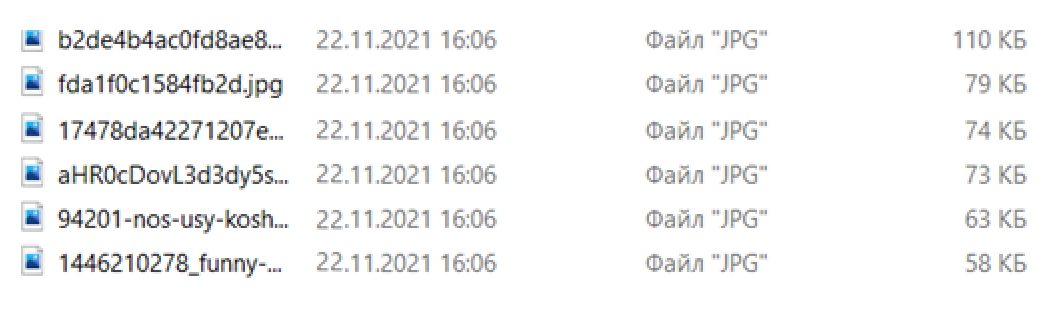 b2de4b4ac0fd8ae8... 22.11.2021 16:06 Файл "JPG" 110 КБ
fda1f0c1584fb2d.jpg 22.11.2021 16:06 Файл "JPG" 79 КБ
17478da42271207e... 22.11.2021 16:06 Файл "JPG" 74 КБ
aHR0cDovL3d3dy5s... 22.11.2021 16:06 Файл "JPG" 73 КБ
94201-nos-usy-kosh... 22.11.2021 16:06 Файл "JPG" 63 КБ
1446210278_funny-... 22.11.2021 16:06 Файл "JPG" 58 КБ